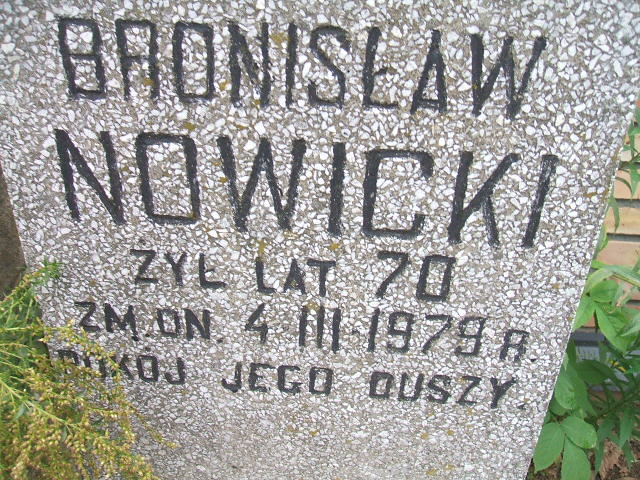 BRONISŁAW
NOWICKI
ŻYŁ LAT 70
ZM. DN. 4 III 1979 R.
POKÓJ JEGO DUSZY.